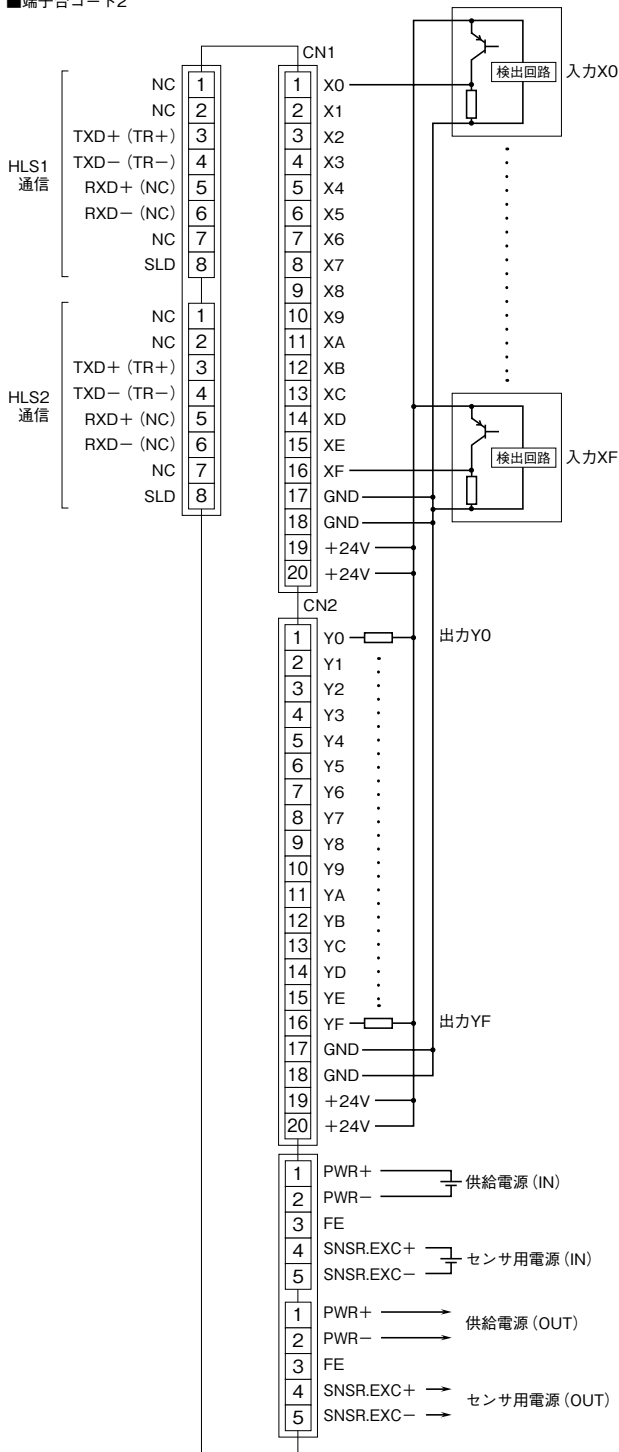 ■端子台コード2
CN1
HLS1
通信
NC 1
NC 2
TXD＋（TR＋） 3
TXD－（TR－） 4
RXD＋（NC） 5
RXD－（NC） 6
NC 7
SLD 8
HLS2
通信
NC 1
NC 2
TXD＋（TR＋） 3
TXD－（TR－） 4
RXD＋（NC） 5
RXD－（NC） 6
NC 7
SLD 8
1 X0
2 X1
3 X2
4 X3
5 X4
6 X5
7 X6
8 X7
9 X8
10 X9
11 XA
12 XB
13 XC
14 XD
15 XE
16 XF
17 GND
18 GND
19 ＋24V
20 ＋24V
検出回路 入力X0
検出回路 入力XF
CN2
1 Y0 出力Y0
2 Y1
3 Y2
4 Y3
5 Y4
6 Y5
7 Y6
8 Y7
9 Y8
10 Y9
11 YA
12 YB
13 YC
14 YD
15 YE
16 YF 出力YF
17 GND
18 GND
19 ＋24V
20 ＋24V
1 PWR＋
2 PWR－
供給電源（IN）
3 FE
4 SNSR.EXC＋
5 SNSR.EXC－
センサ用電源（IN）
1 PWR＋
2 PWR－
供給電源（OUT）
3 FE
4 SNSR.EXC＋
5 SNSR.EXC－
センサ用電源（OUT）